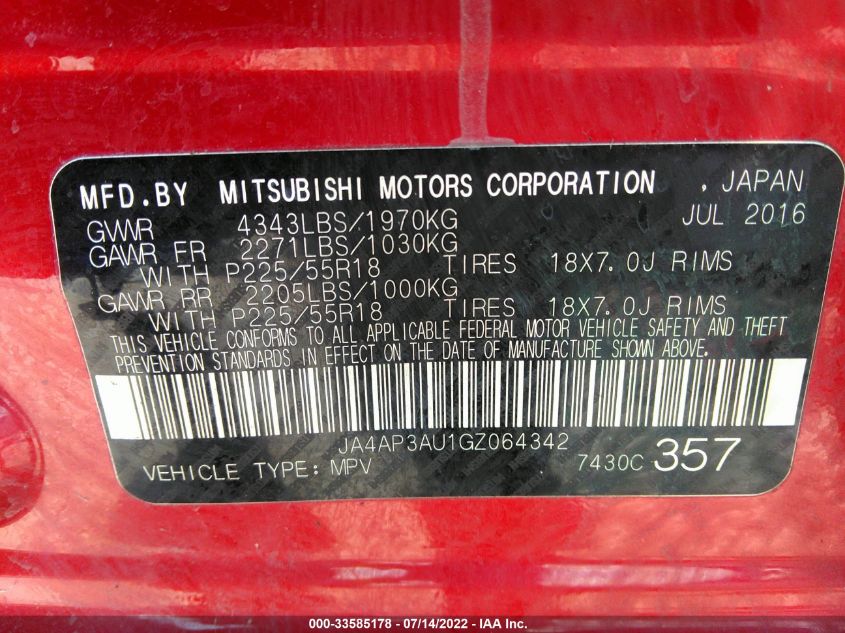 MFD.BY MITSUBISHI MOTORS CORPORATION , JAPAN
GVWR 4343LBS/1970KG JUL 2016
GAWR FR 2271LBS/1030KG
WITH P225/55R18 TIRES 18X7.0J RIMS
GAWR RR 2205LBS/1000KG
WITH P225/55R18 TIRES 18X7.0J RIMS
THIS VEHICLE CONFORMS TO ALL APPLICABLE FEDERAL MOTOR VEHICLE SAFETY AND THEFT
PREVENTION STANDARDS IN EFFECT ON THE DATE OF MANUFACTURE SHOWN ABOVE.
JA4AP3AU1GZ064342
VEHICLE TYPE: MPV 7430C 357
000-33585178 - 07/14/2022 - IAA Inc.